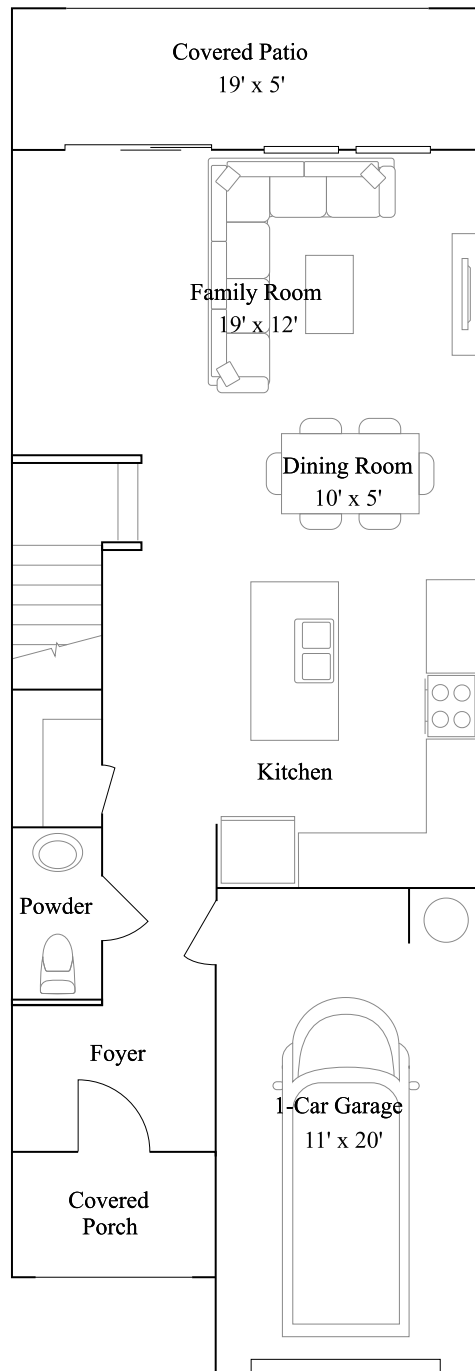 Covered Patio
19' x 5'
Family Room
19' x 12'
Dining Room
10' x 5'
Kitchen
Powder
Foyer
1-Car Garage
11' x 20'
Covered
Porch